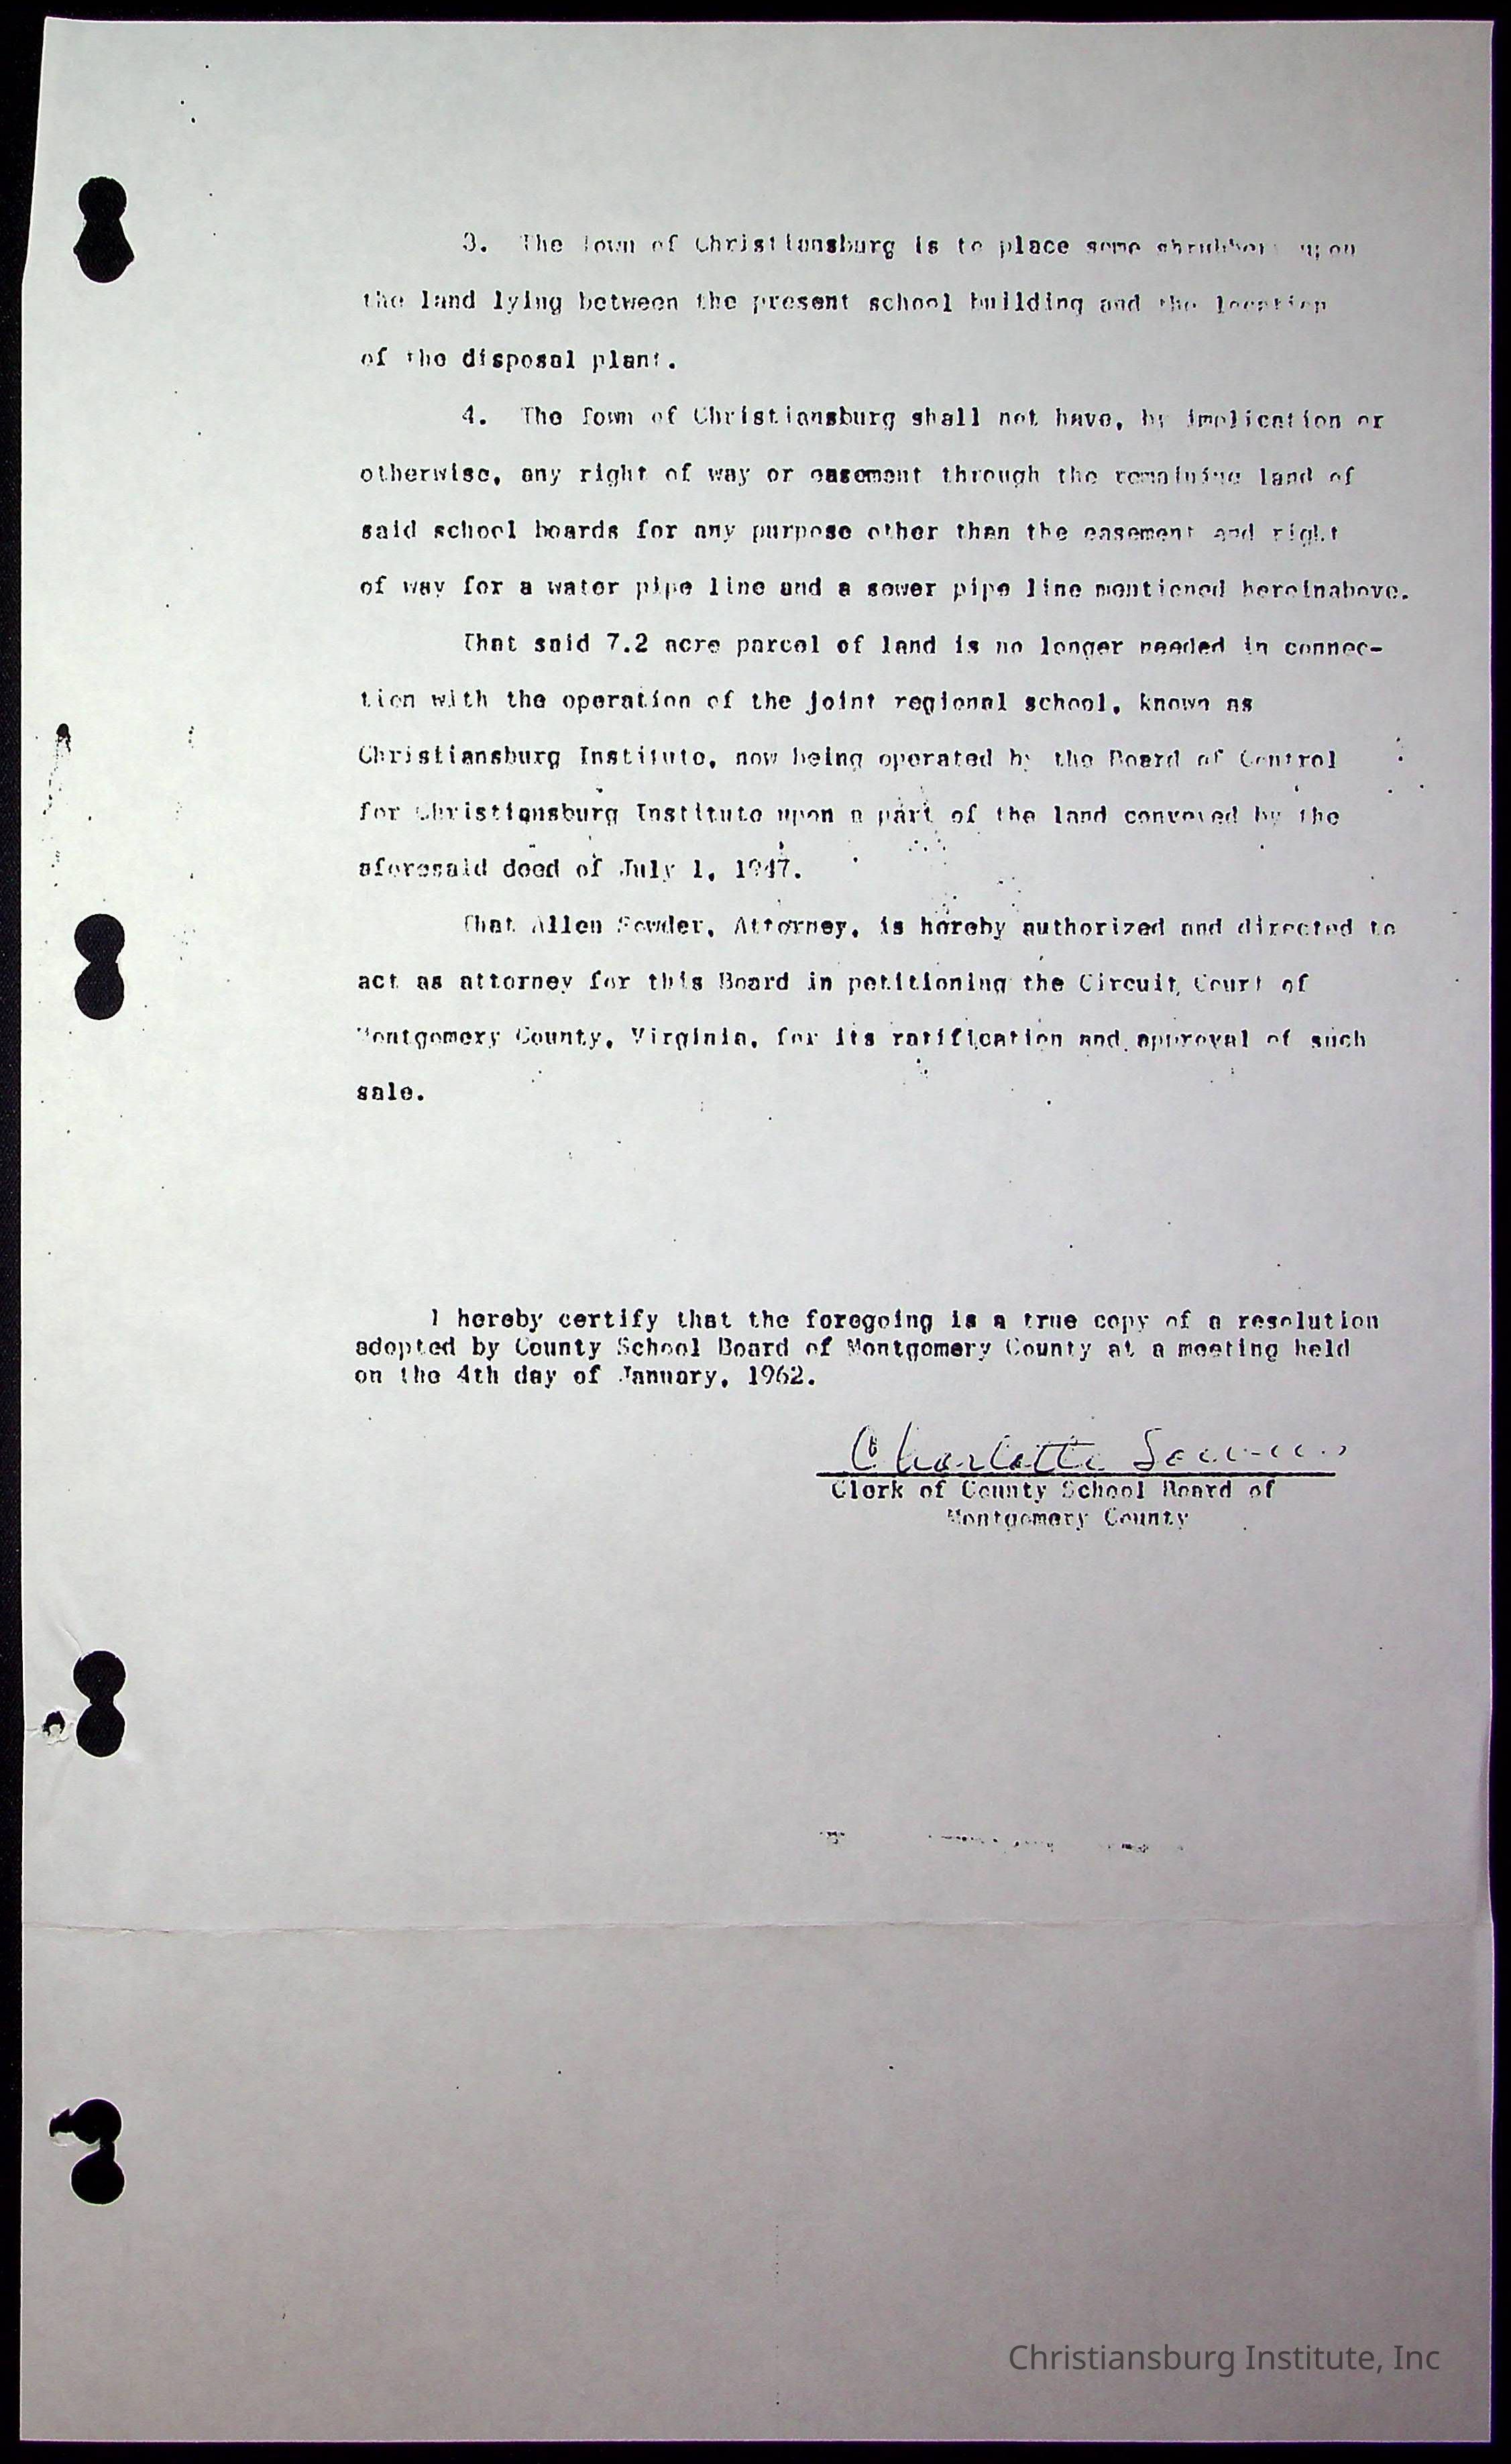 3. The Town of Christiansburg is to place some shrubbery upon
the land lying between the present school building and the location
of the disposal plant.
4. The Town of Christiansburg shall not have, by implication or
otherwise, any right of way or easement through the remaining land of
said school boards for any purpose other than the easement and right
of way for a water pipe line and a sewer pipe line mentioned hereinabove.
That said 7.2 acre parcel of land is no longer needed in connec-
tion with the operation of the joint regional school, known as
Christiansburg Institute, now being operated by the Board of Control
for Christiansburg Institute upon a part of the land conveyed by the
aforesaid deed of July 1, 1947.
That Allen Sowder, Attorney, is hereby authorized and directed to
act as attorney for this Board in petitioning the Circuit Court of
Montgomery County, Virginia, for its ratification and approval of such
sale.
I hereby certify that the foregoing is a true copy of a resolution
adopted by County School Board of Montgomery County at a meeting held
on the 4th day of January, 1962.
Charlotte
Clerk of County School Board of
Montgomery County
Christiansburg Institute, Inc